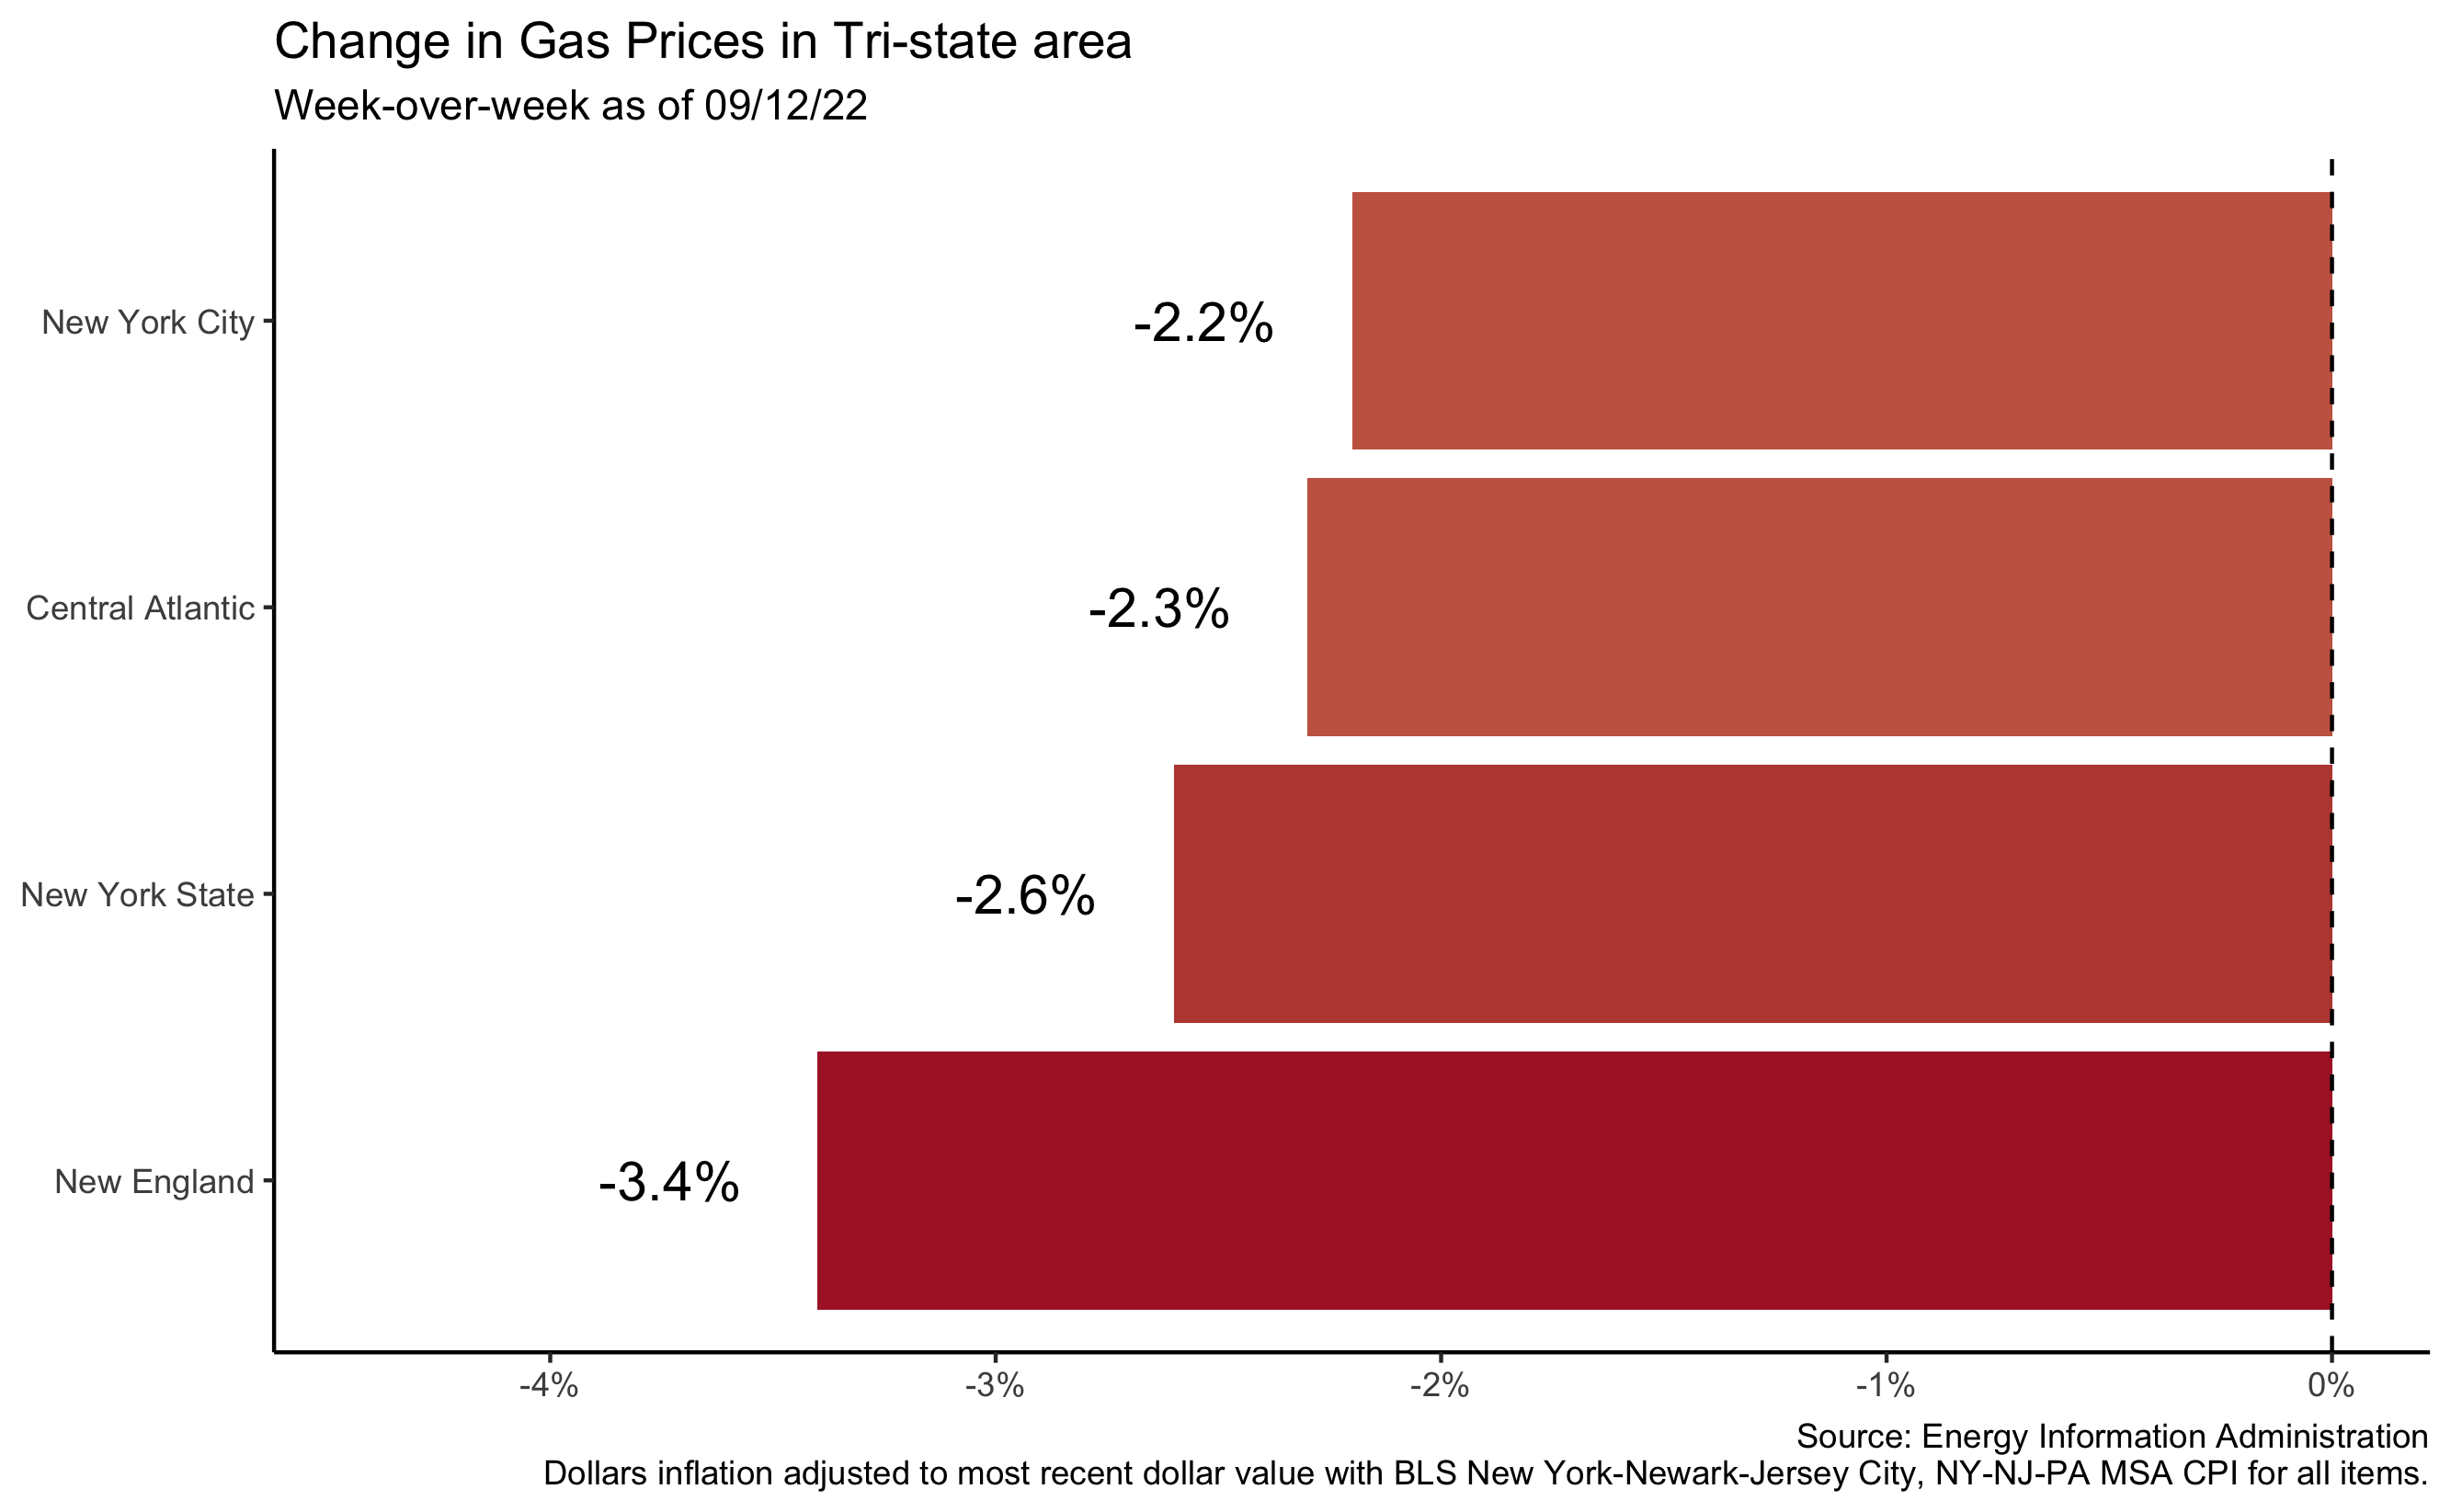 Change in Gas Prices in Tri-state area
Week-over-week as of 09/12/22
New York City
-2.2%
Central Atlantic
-2.3%
New York State
-2.6%
New England
-3.4%
-4%
-3%
-2%
-1%
0%
Source: Energy Information Administration
Dollars inflation adjusted to most recent dollar value with BLS New York-Newark-Jersey City, NY-NJ-PA MSA CPI for all items.